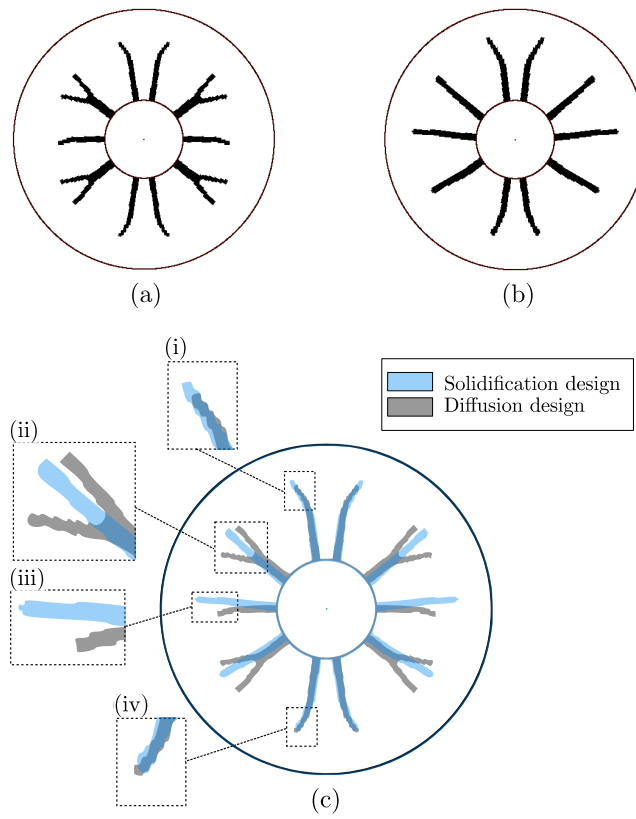 (a)
(b)
(i)
Solidification design
Diffusion design
(ii)
(iii)
(iv)
(c)